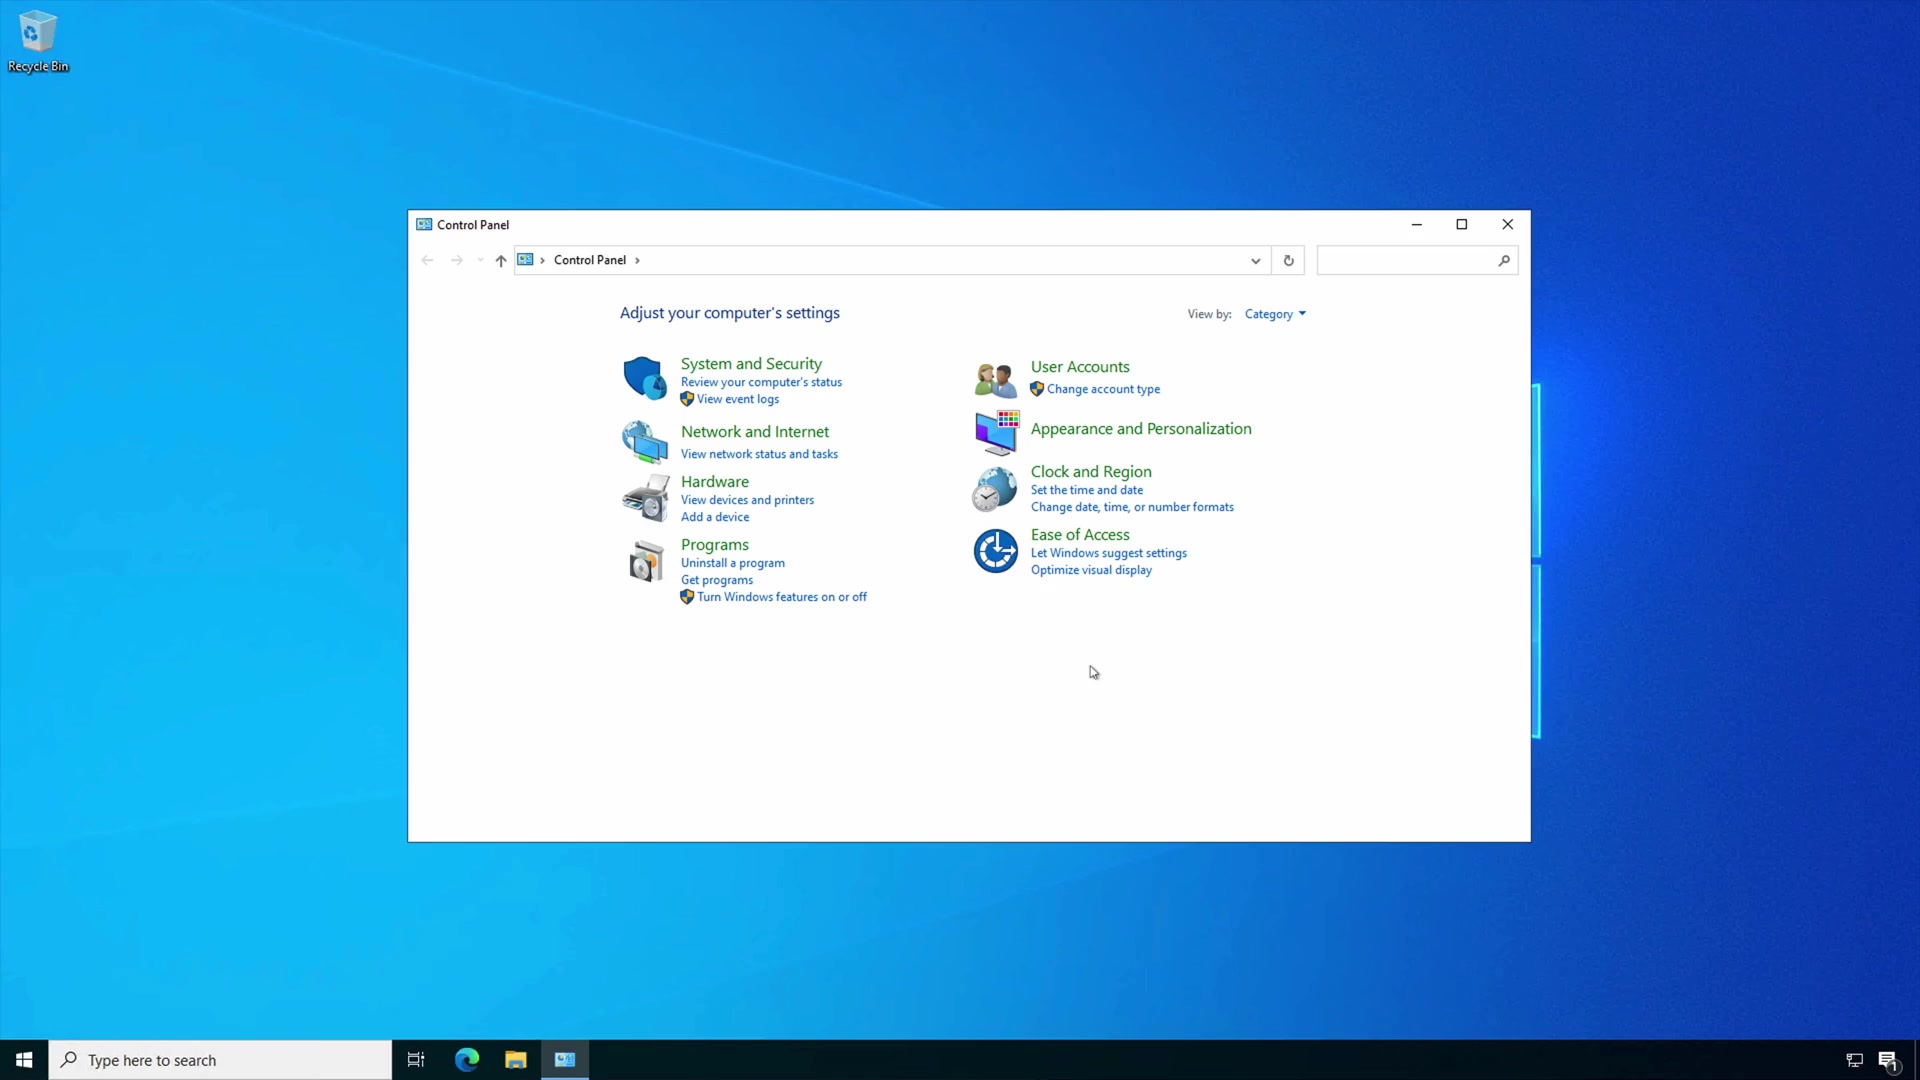 Recycle Bin
Control Panel
Control Panel
Adjust your computer's settings
View by: Category
System and Security
Review your computer's status
View event logs
Network and Internet
View network status and tasks
Hardware
View devices and printers
Add a device
Programs
Uninstall a program
Get programs
Turn Windows features on or off
User Accounts
Change account type
Appearance and Personalization
Clock and Region
Set the time and date
Change date, time, or number formats
Ease of Access
Let Windows suggest settings
Optimize visual display
Type here to search
1